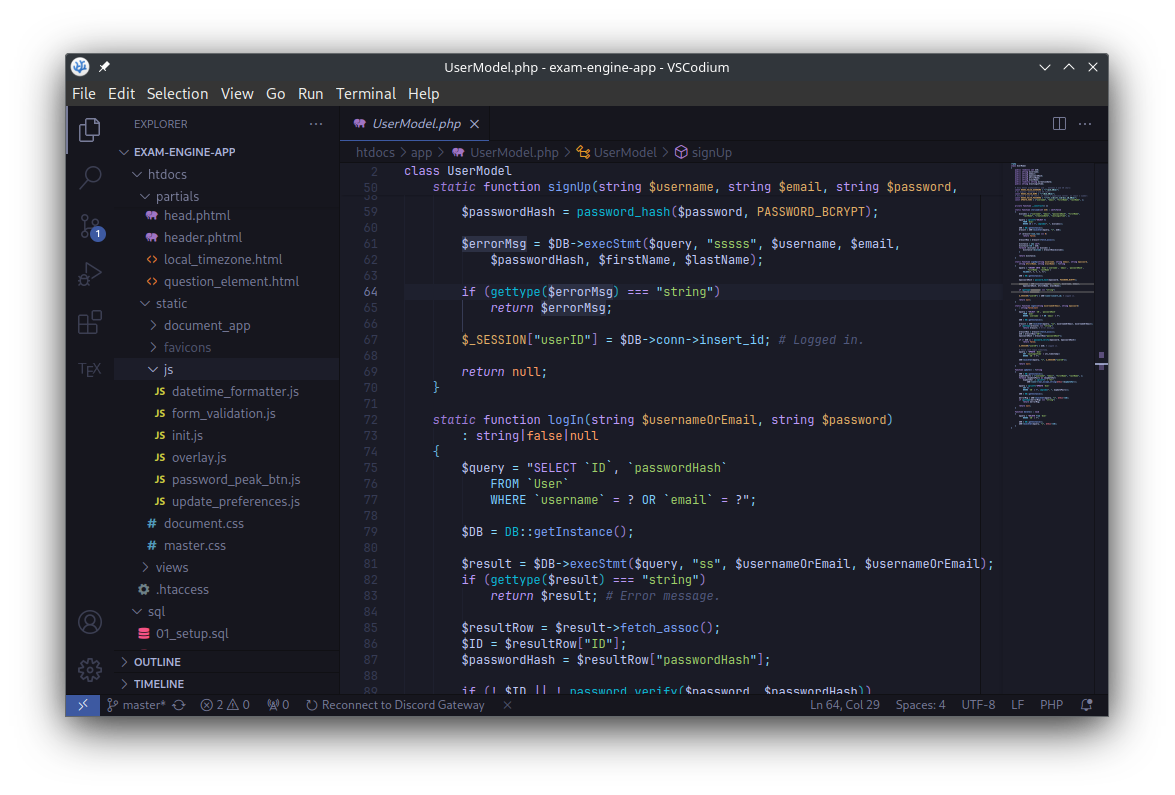 UserModel.php - exam-engine-app - VSCodium
File Edit Selection View Go Run Terminal Help
EXPLORER
EXAM-ENGINE-APP
htdocs
partials
head.phtml
header.phtml
local_timezone.html
question_element.html
static
document_app
favicons
js
datetime_formatter.js
form_validation.js
init.js
overlay.js
password_peak_btn.js
update_preferences.js
document.css
master.css
views
.htaccess
sql
01_setup.sql
OUTLINE
TIMELINE
1
TEX
UserModel.php
htdocs > app > UserModel.php > UserModel > signUp
2 class UserModel
50 static function signUp(string $username, string $email, string $password,
59 $passwordHash = password_hash($password, PASSWORD_BCRYPT);
60
61 $errorMsg = $DB->execStmt($query, "sssss", $username, $email,
62 $passwordHash, $firstName, $lastName);
63
64 if (gettype($errorMsg) === "string")
65 return $errorMsg;
66
67 $_SESSION["userID"] = $DB->conn->insert_id; # Logged in.
68
69 return null;
70 }
71
72 static function logIn(string $usernameOrEmail, string $password)
73 : string|false|null
74 {
75 $query = "SELECT `ID`, `passwordHash`
76 FROM `User`
77 WHERE `username` = ? OR `email` = ?";
78
79 $DB = DB::getInstance();
80
81 $result = $DB->execStmt($query, "ss", $usernameOrEmail, $usernameOrEmail);
82 if (gettype($result) === "string")
83 return $result; # Error message.
84
85 $resultRow = $result->fetch_assoc();
86 $ID = $resultRow["ID"];
87 $passwordHash = $resultRow["passwordHash"];
88
89 if (! $ID || ! password_verify($password, $passwordHash))
master* 2 0 0 Reconnect to Discord Gateway Ln 64, Col 29 Spaces: 4 UTF-8 LF PHP